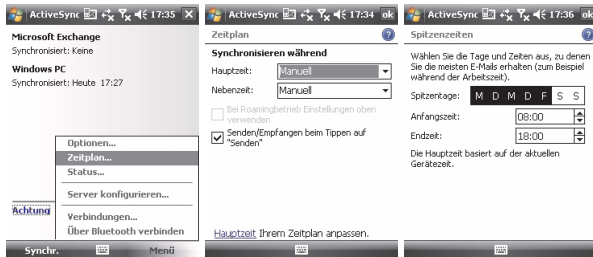 ActiveSync 17:35
Microsoft Exchange
Synchronisiert: Keine
Windows PC
Synchronisiert: Heute 17:27
Optionen...
Zeitplan...
Status...
Server konfigurieren...
Achtung
Verbindungen...
Über Bluetooth verbinden
Synchr. Menü
ActiveSync 17:34 ok
Zeitplan
Synchronisieren während
Hauptzeit: Manuell
Nebenzeit: Manuell
Bei Roamingbetrieb Einstellungen oben
verwenden
Senden/Empfangen beim Tippen auf
"Senden"
Hauptzeit Ihrem Zeitplan anpassen.
ActiveSync 17:36 ok
Spitzenzeiten
Wählen Sie die Tage und Zeiten aus, zu denen
Sie die meisten E-Mails erhalten (zum Beispiel
während der Arbeitszeit).
Spitzentage: M D M D F S S
Anfangszeit: 08:00
Endzeit: 18:00
Die Hauptzeit basiert auf der aktuellen
Gerätezeit.